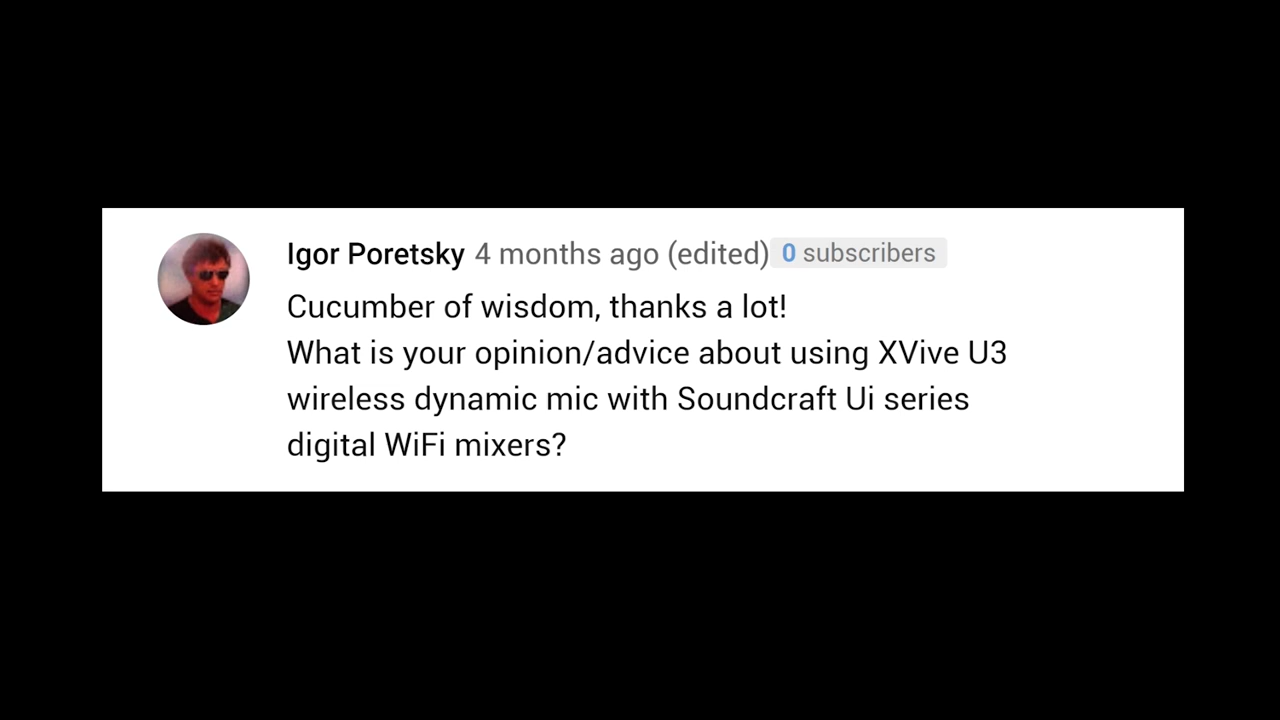 Igor Poretsky 4 months ago (edited) 0 subscribers
Cucumber of wisdom, thanks a lot!
What is your opinion/advice about using XVive U3
wireless dynamic mic with Soundcraft Ui series
digital WiFi mixers?